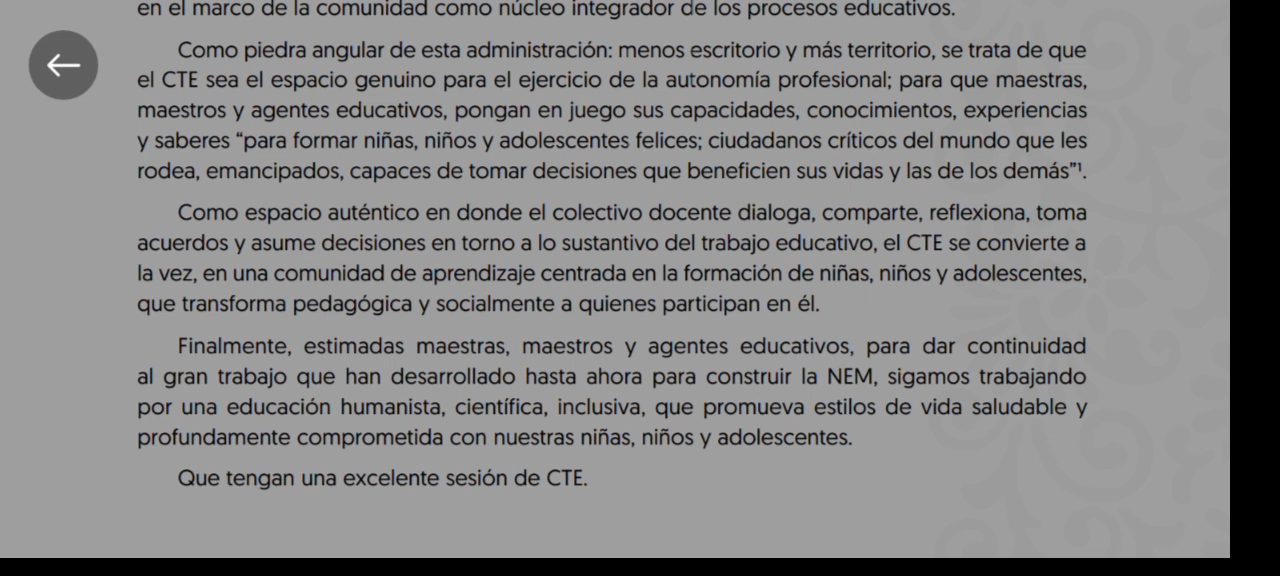 en el marco de la comunidad como núcleo integrador de los procesos educativos.
Como piedra angular de esta administración: menos escritorio y más territorio, se trata de que
el CTE sea el espacio genuino para el ejercicio de la autonomía profesional; para que maestras,
maestros y agentes educativos, pongan en juego sus capacidades, conocimientos, experiencias
y saberes “para formar niñas, niños y adolescentes felices; ciudadanos críticos del mundo que les
rodea, emancipados, capaces de tomar decisiones que beneficien sus vidas y las de los demás”¹.
Como espacio auténtico en donde el colectivo docente dialoga, comparte, reflexiona, toma
acuerdos y asume decisiones en torno a lo sustantivo del trabajo educativo, el CTE se convierte a
la vez, en una comunidad de aprendizaje centrada en la formación de niñas, niños y adolescentes,
que transforma pedagógica y socialmente a quienes participan en él.
Finalmente, estimadas maestras, maestros y agentes educativos, para dar continuidad
al gran trabajo que han desarrollado hasta ahora para construir la NEM, sigamos trabajando
por una educación humanista, científica, inclusiva, que promueva estilos de vida saludable y
profundamente comprometida con nuestras niñas, niños y adolescentes.
Que tengan una excelente sesión de CTE.